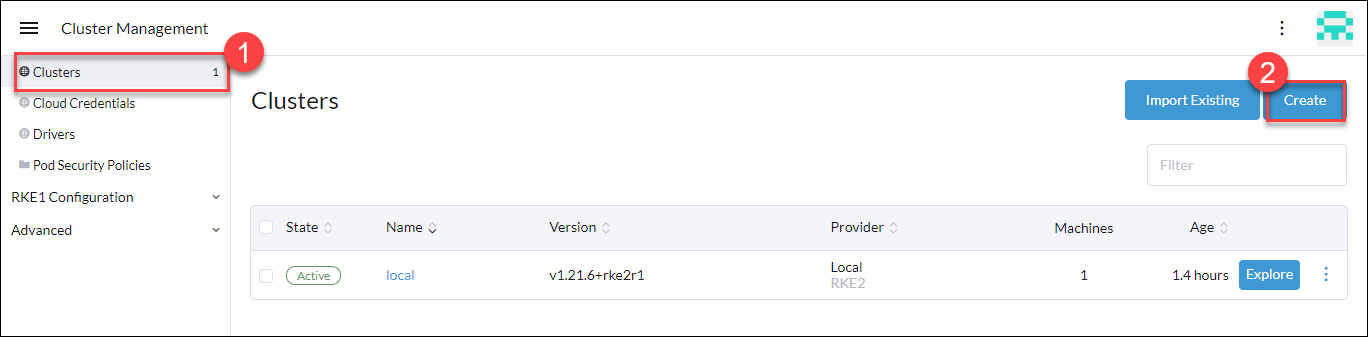 Cluster Management
1
Clusters 1
Cloud Credentials
Drivers
Pod Security Policies
RKE1 Configuration
Advanced
Clusters
Import Existing
2
Create
Filter
State Name Version Provider Machines Age
Active local v1.21.6+rke2r1 Local 1 1.4 hours Explore
RKE2